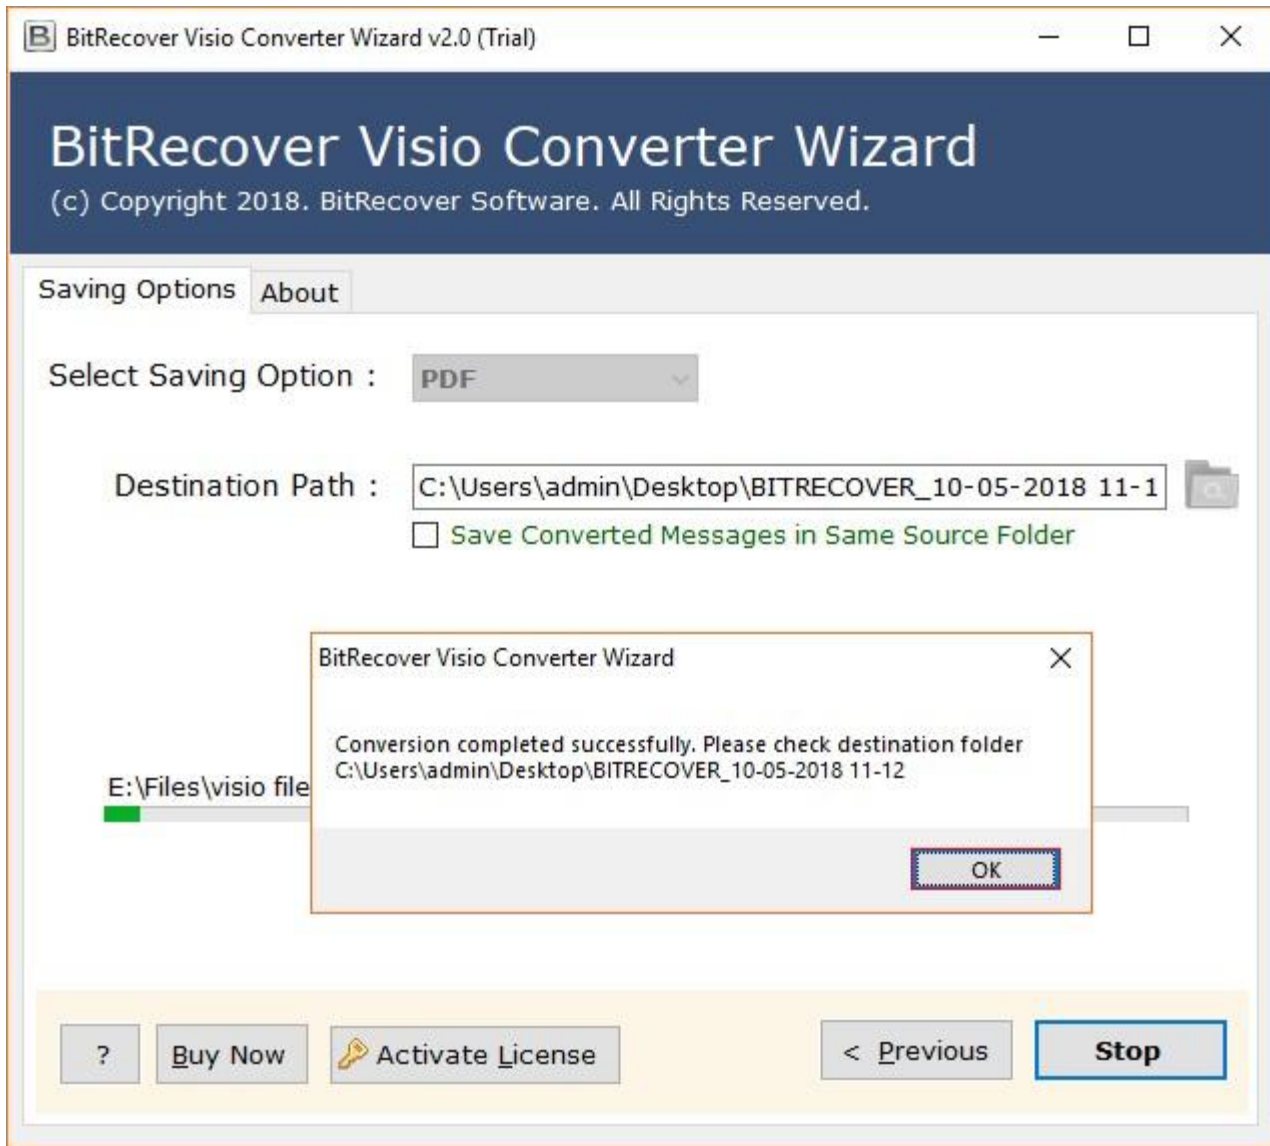 BitRecover Visio Converter Wizard v2.0 (Trial)
BitRecover Visio Converter Wizard
(c) Copyright 2018. BitRecover Software. All Rights Reserved.
Saving Options About
Select Saving Option : PDF
Destination Path : C:\Users\admin\Desktop\BITRECOVER_10-05-2018 11-1
Save Converted Messages in Same Source Folder
BitRecover Visio Converter Wizard
Conversion completed successfully. Please check destination folder
C:\Users\admin\Desktop\BITRECOVER_10-05-2018 11-12
E:\Files\visio file
OK
? Buy Now Activate License < Previous Stop